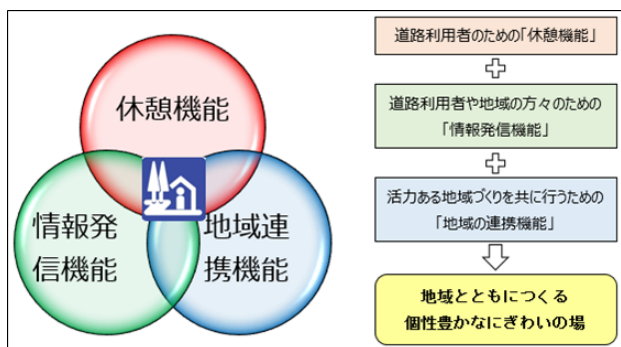 休憩機能
情報発
信機能
地域連
携機能
道路利用者のための「休憩機能」
道路利用者や地域の方々のための
「情報発信機能」
活力ある地域づくりを共に行うための
「地域の連携機能」
地域とともにつくる
個性豊かなにぎわいの場